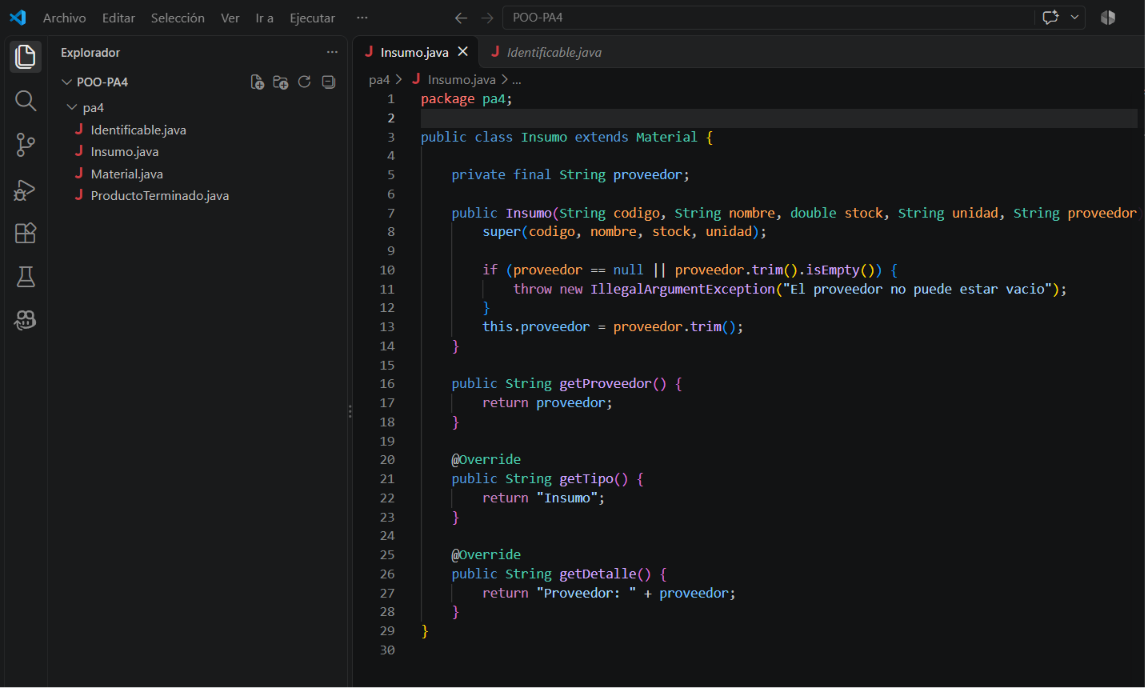 Archivo Editar Selección Ver Ir a Ejecutar ··· POO-PA4
Explorador ···
POO-PA4
pa4
J Identificable.java
J Insumo.java
J Material.java
J ProductoTerminado.java
J Insumo.java × J Identificable.java
pa4 > J Insumo.java > ...
1 package pa4;
2
3 public class Insumo extends Material {
4
5 private final String proveedor;
6
7 public Insumo(String codigo, String nombre, double stock, String unidad, String proveedor
8 super(codigo, nombre, stock, unidad);
9
10 if (proveedor == null || proveedor.trim().isEmpty()) {
11 throw new IllegalArgumentException("El proveedor no puede estar vacio");
12 }
13 this.proveedor = proveedor.trim();
14 }
15
16 public String getProveedor() {
17 return proveedor;
18 }
19
20 @Override
21 public String getTipo() {
22 return "Insumo";
23 }
24
25 @Override
26 public String getDetalle() {
27 return "Proveedor: " + proveedor;
28 }
29 }
30